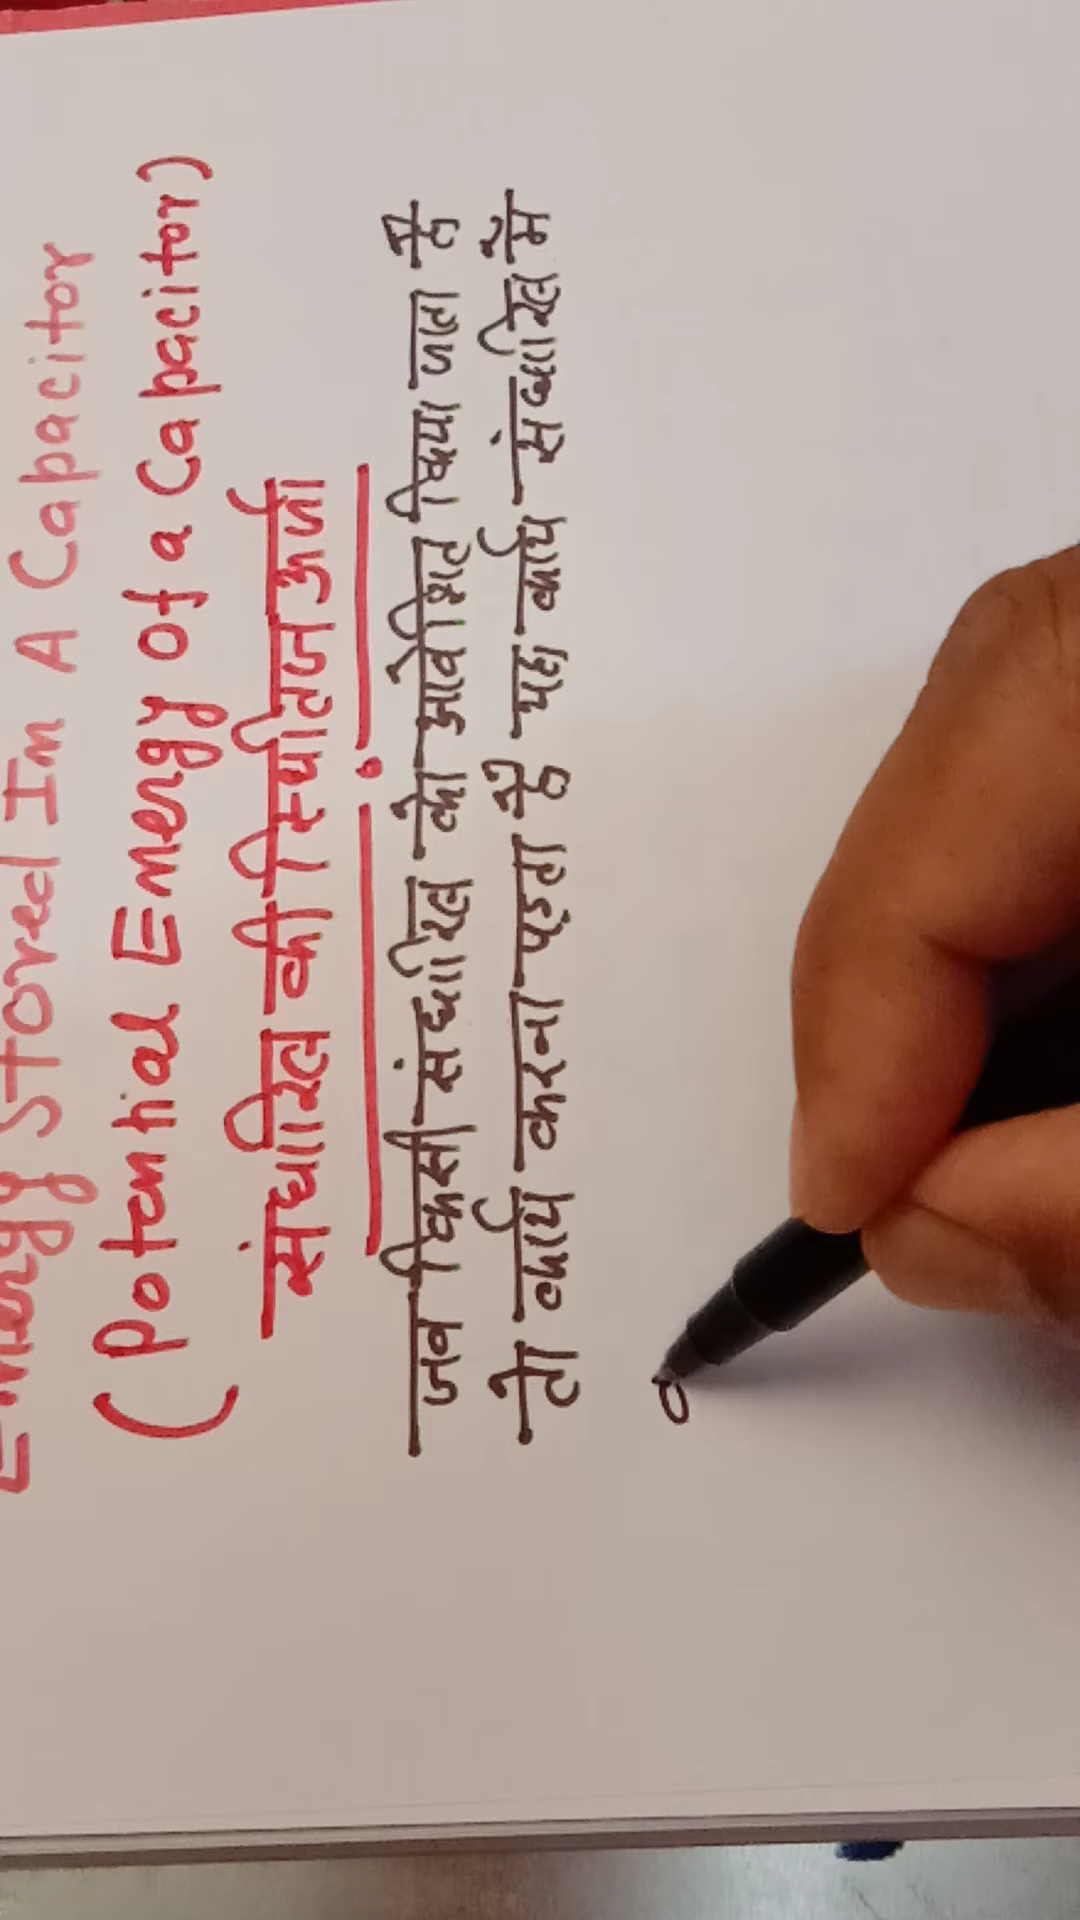 Energy Stored In A Capacitor
(Potential Energy of a Capacitor)
संधारित्र की स्थितिज ऊर्जा
जब किसी संधारित्र को आवेशित किया जाता है
तो कार्य करना पड़ता है यह कार्य संधारित्र में